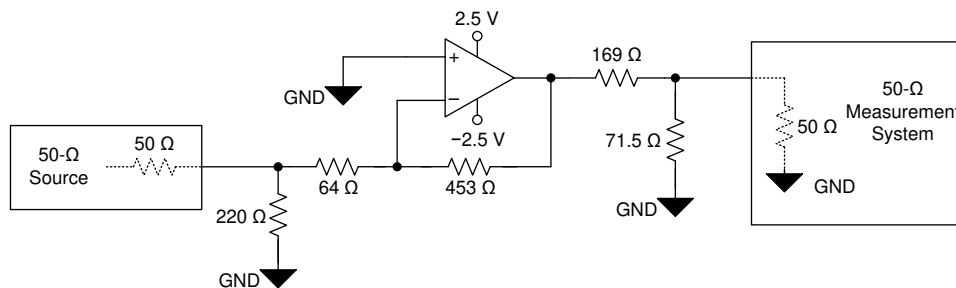 2.5 V
+
GND
−
−2.5 V
169 Ω
71.5 Ω
GND
50-Ω
Measurement
System
50 Ω
GND
50-Ω
Source
50 Ω
64 Ω
453 Ω
220 Ω
GND